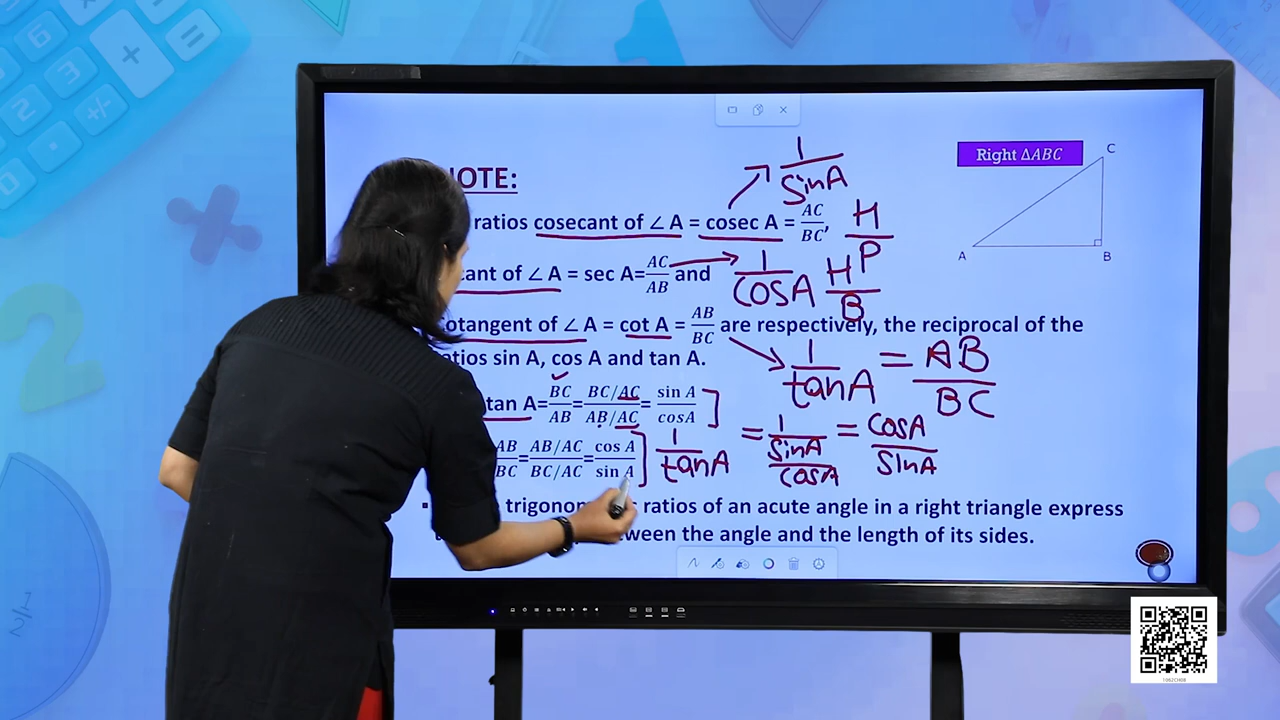 OTE:
Right ΔABC
C
A
B
1/SinA
ratios cosecant of ∠A = cosec A = AC/BC, H/P
cant of ∠A = sec A = AC/AB and 1/COSA H/B
otangent of ∠A = cot A = AB/BC are respectively, the reciprocal of the
tios sin A, cos A and tan A.
1/tanA = AB/BC
tan A = BC/AB = BC/AC / AB/AC = sin A/cosA ]
AB/BC = AB/AC / BC/AC = cos A/sin A ] 1/tanA = 1/SinA/COSA = COSA/SinA
trigono ratios of an acute angle in a right triangle express
ween the angle and the length of its sides.